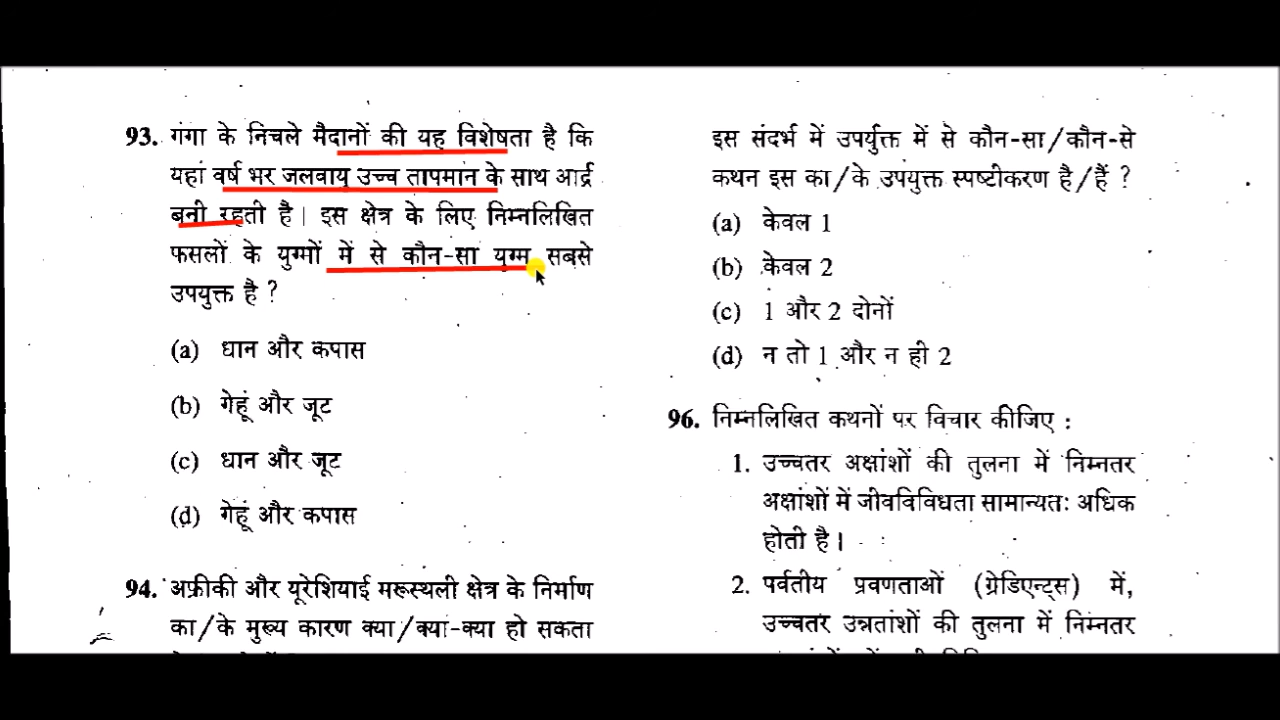 93. गंगा के निचले मैदानों की यह विशेषता है कि
यहां वर्ष भर जलवायु उच्च तापमान के साथ आर्द्र
बनी रहती है। इस क्षेत्र के लिए निम्नलिखित
फसलों के युग्मों में से कौन-सा युग्म सबसे
उपयुक्त है ?
(a) धान और कपास
(b) गेहूं और जूट
(c) धान और जूट
(d) गेहूं और कपास
94. अफ्रीकी और यूरेशियाई मरूस्थली क्षेत्र के निर्माण
का/के मुख्य कारण क्या/क्या-क्या हो सकता
इस संदर्भ में उपर्युक्त में से कौन-सा/कौन-से
कथन इस का/के उपयुक्त स्पष्टीकरण है/हैं ?
(a) केवल 1
(b) केवल 2
(c) 1 और 2 दोनों
(d) न तो 1 और न ही 2
96. निम्नलिखित कथनों पर विचार कीजिए :
1. उच्चतर अक्षांशों की तुलना में निम्नतर
अक्षांशों में जीवविविधता सामान्यतः अधिक
होती है।
2. पर्वतीय प्रवणताओं (ग्रेडिएन्ट्स) में,
उच्चतर उन्नतांशों की तुलना में निम्नतर